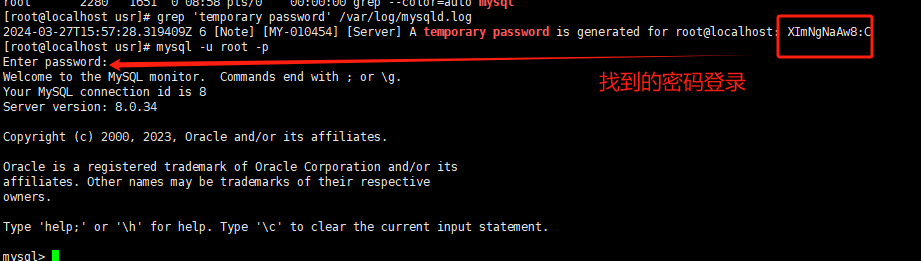 root 2280 1651 0 08:58 pts/0 00:00:00 grep --color=auto mysql
[root@localhost usr]# grep 'temporary password' /var/log/mysqld.log
2024-03-27T15:57:28.319409Z 6 [Note] [MY-010454] [Server] A temporary password is generated for root@localhost: XImNgNaAw8:C
[root@localhost usr]# mysql -u root -p
Enter password:
找到的密码登录
Welcome to the MySQL monitor. Commands end with ; or \g.
Your MySQL connection id is 8
Server version: 8.0.34
Copyright (c) 2000, 2023, Oracle and/or its affiliates.
Oracle is a registered trademark of Oracle Corporation and/or its
affiliates. Other names may be trademarks of their respective
owners.
Type 'help;' or '\h' for help. Type '\c' to clear the current input statement.
mysql>